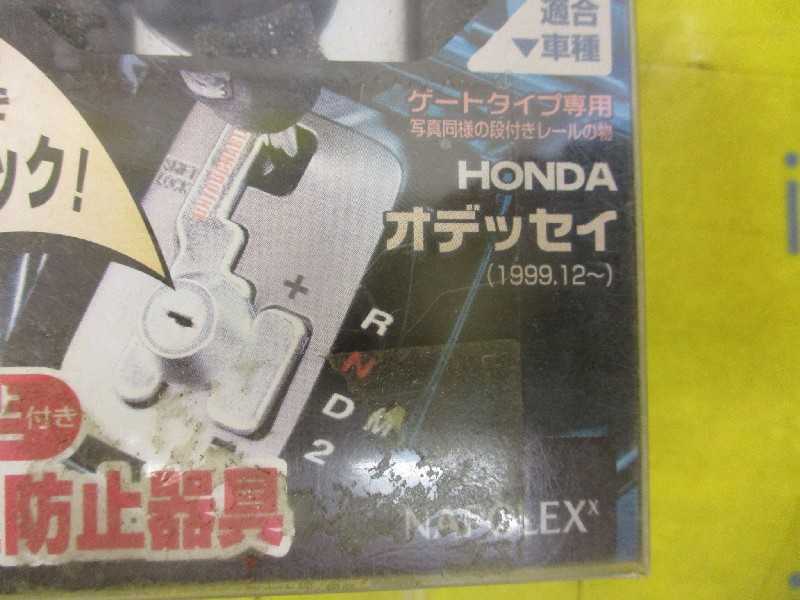 適合
▼車種
ゲートタイプ専用
写真同様の段付きレールの物
HONDA
オデッセイ
(1999.12~)
ック!
+
R
N
D M
2
付き
防止器具
NAPOLEX